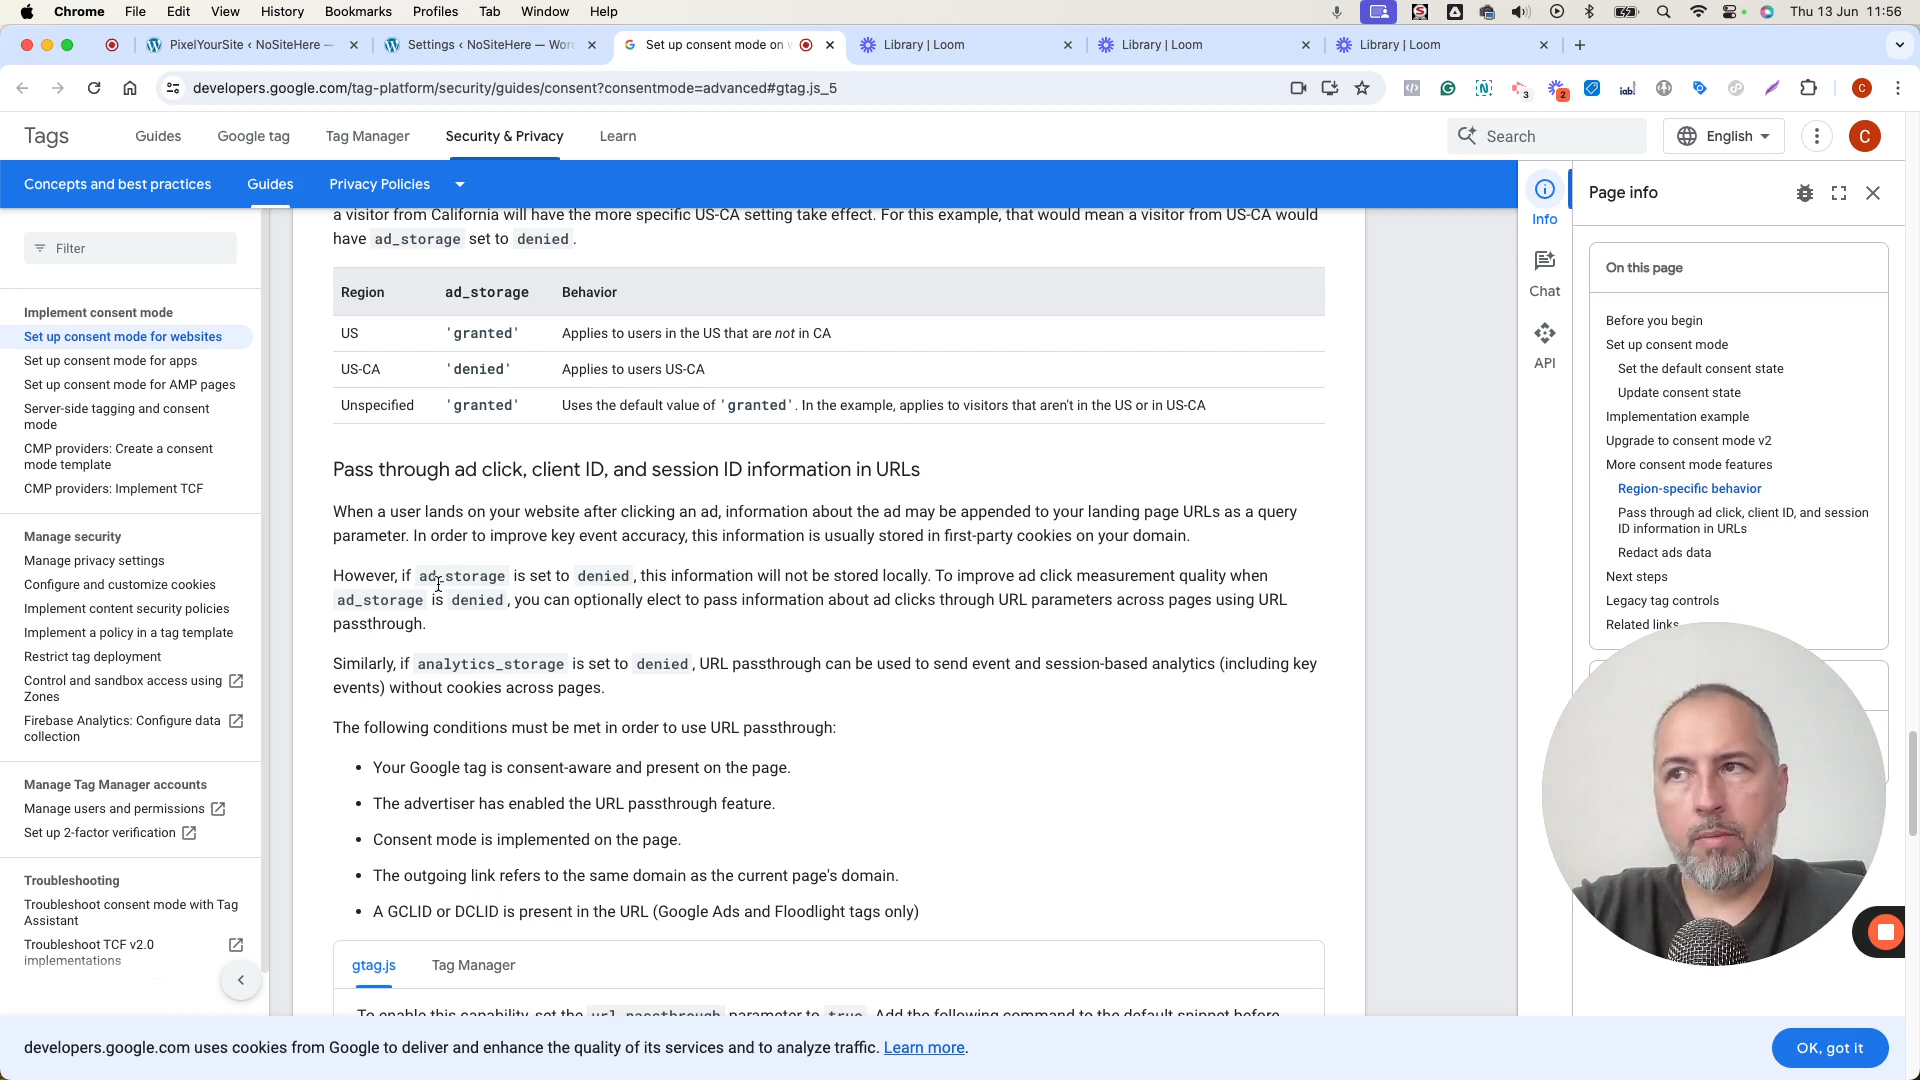 Chrome File Edit View History Bookmarks Profiles Tab Window Help Thu 13 Jun 11:56
PixelYourSite ‹ NoSiteHere — Settings ‹ NoSiteHere — Wor Set up consent mode on w Library | Loom Library | Loom Library | Loom
developers.google.com/tag-platform/security/guides/consent?consentmode=advanced#gtag.js_5 iab! 3 2 C
Tags Guides Google tag Tag Manager Security & Privacy Learn Search English C
Concepts and best practices Guides Privacy Policies
Filter
Implement consent mode
Set up consent mode for websites
Set up consent mode for apps
Set up consent mode for AMP pages
Server-side tagging and consent
mode
CMP providers: Create a consent
mode template
CMP providers: Implement TCF
Manage security
Manage privacy settings
Configure and customize cookies
Implement content security policies
Implement a policy in a tag template
Restrict tag deployment
Control and sandbox access using
Zones
Firebase Analytics: Configure data
collection
Manage Tag Manager accounts
Manage users and permissions
Set up 2-factor verification
Troubleshooting
Troubleshoot consent mode with Tag
Assistant
Troubleshoot TCF v2.0
implementations
a visitor from California will have the more specific US-CA setting take effect. For this example, that would mean a visitor from US-CA would
have ad_storage set to denied.
Region ad_storage Behavior
US 'granted' Applies to users in the US that are not in CA
US-CA 'denied' Applies to users US-CA
Unspecified 'granted' Uses the default value of 'granted'. In the example, applies to visitors that aren't in the US or in US-CA
Pass through ad click, client ID, and session ID information in URLs
When a user lands on your website after clicking an ad, information about the ad may be appended to your landing page URLs as a query
parameter. In order to improve key event accuracy, this information is usually stored in first-party cookies on your domain.
However, if ad_storage is set to denied, this information will not be stored locally. To improve ad click measurement quality when
ad_storage is denied, you can optionally elect to pass information about ad clicks through URL parameters across pages using URL
passthrough.
Similarly, if analytics_storage is set to denied, URL passthrough can be used to send event and session-based analytics (including key
events) without cookies across pages.
The following conditions must be met in order to use URL passthrough:
• Your Google tag is consent-aware and present on the page.
• The advertiser has enabled the URL passthrough feature.
• Consent mode is implemented on the page.
• The outgoing link refers to the same domain as the current page's domain.
• A GCLID or DCLID is present in the URL (Google Ads and Floodlight tags only)
gtag.js Tag Manager
To enable this capability, set the url_passthrough parameter to true. Add the following command to the default snippet before
Info
Chat
API
Page info
On this page
Before you begin
Set up consent mode
Set the default consent state
Update consent state
Implementation example
Upgrade to consent mode v2
More consent mode features
Region-specific behavior
Pass through ad click, client ID, and session
ID information in URLs
Redact ads data
Next steps
Legacy tag controls
Related links
developers.google.com uses cookies from Google to deliver and enhance the quality of its services and to analyze traffic. Learn more. OK, got it